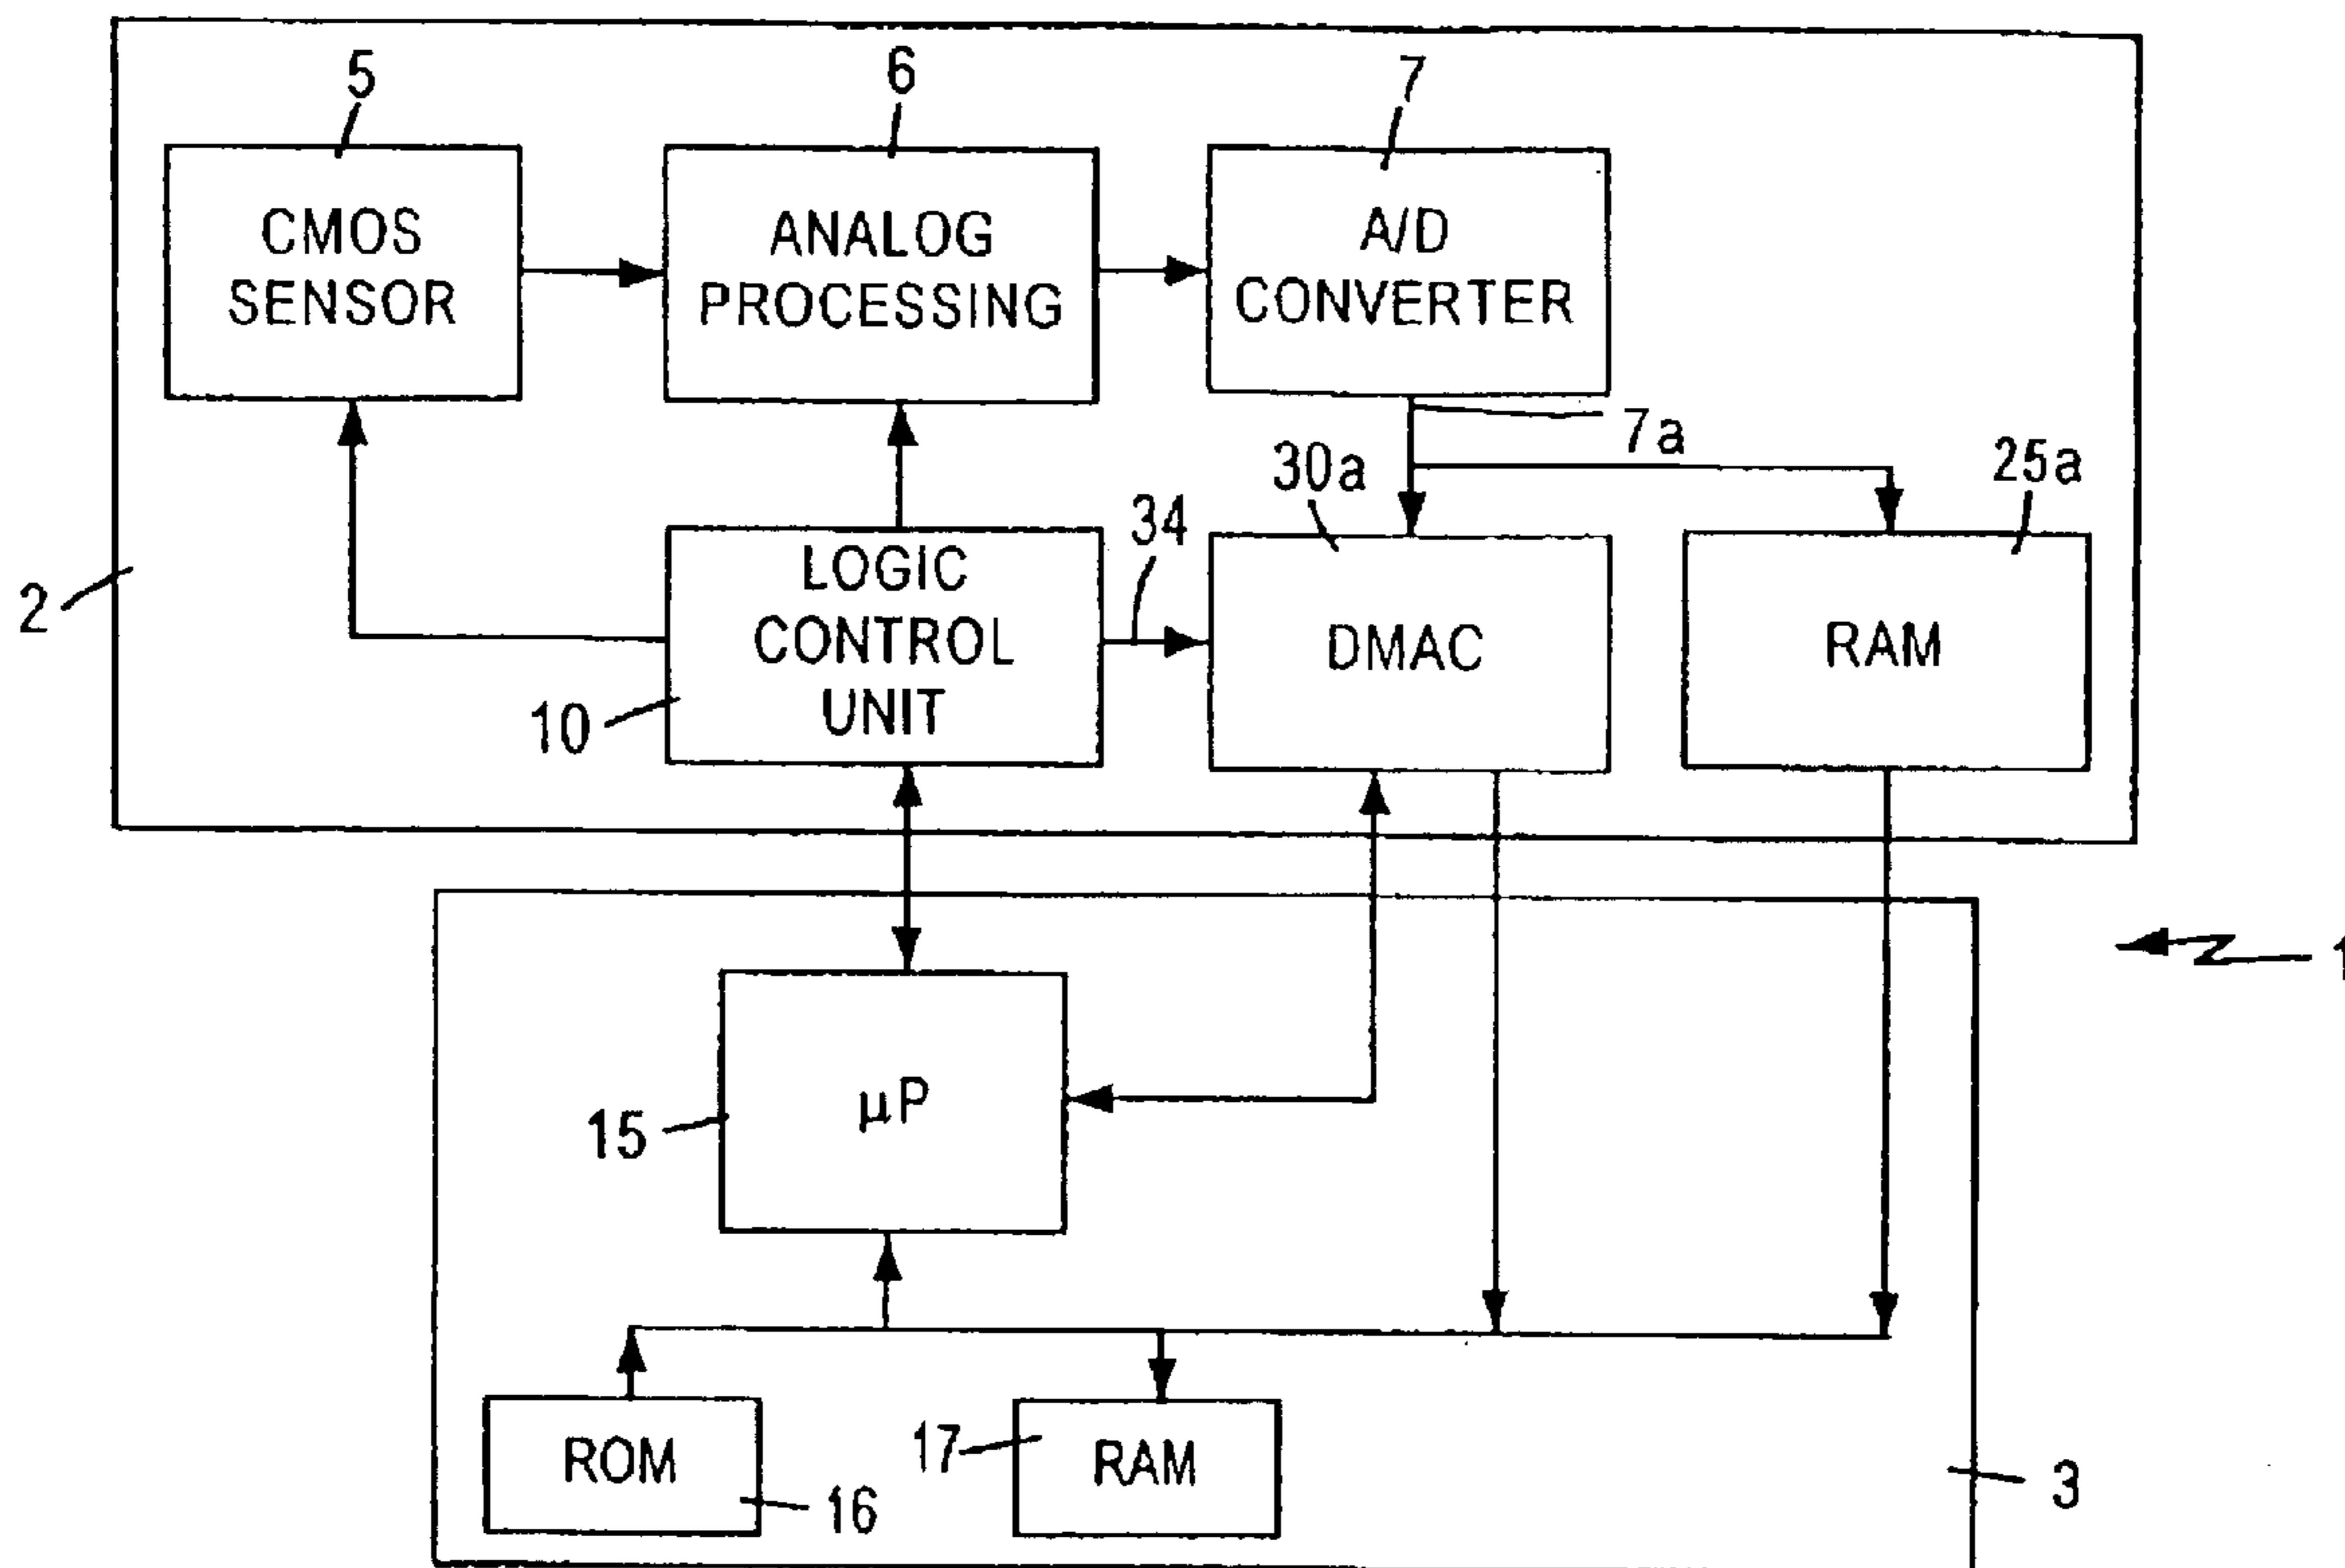 5
6
7
CMOS
SENSOR
ANALOG
PROCESSING
A/D
CONVERTER
7a
30a
25a
34
2
LOGIC
CONTROL
UNIT
10
DMAC
RAM
1
µP
15
ROM
16
17
RAM
3